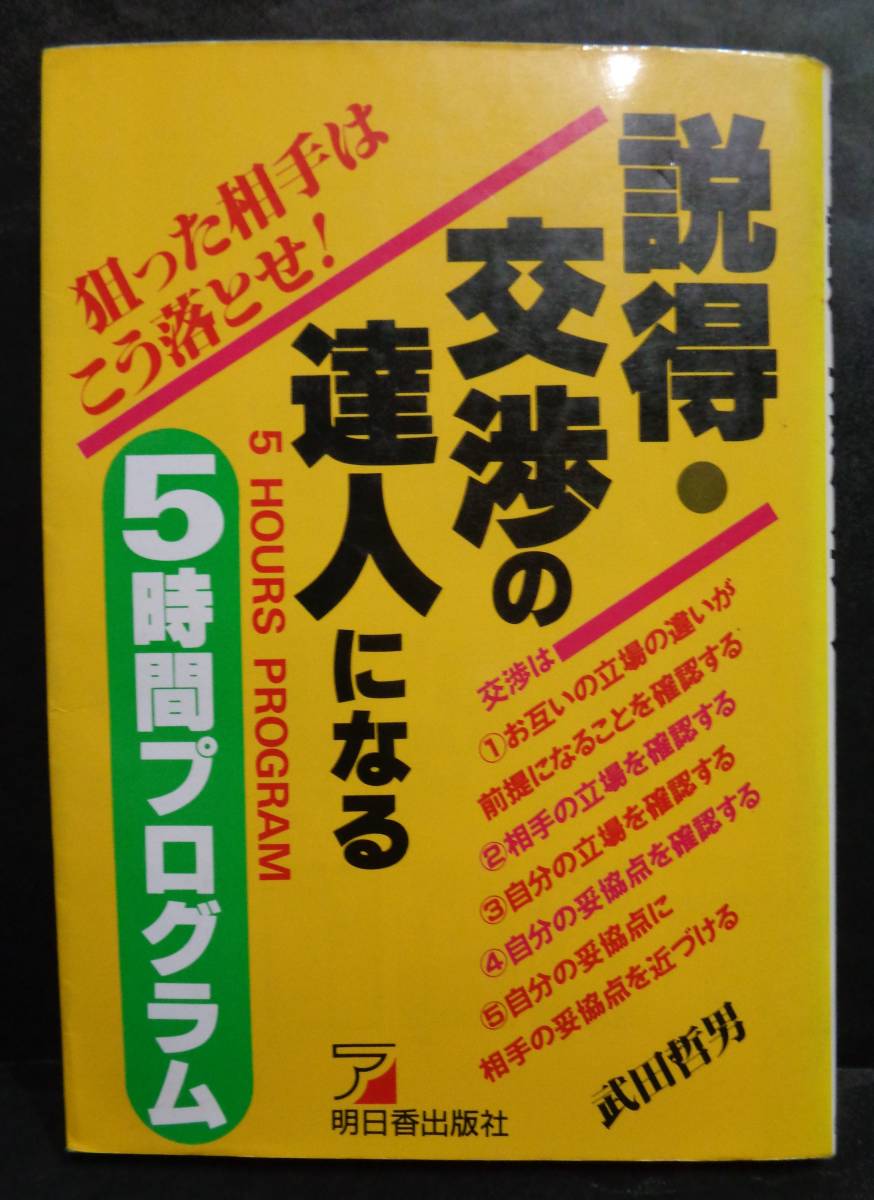 説得・
交渉の
達人になる
狙った相手は
こう落とせ!
5 HOURS PROGRAM
5時間プログラム
交渉は
①お互いの立場の違いが
前提になることを確認する
②相手の立場を確認する
③自分の立場を確認する
④自分の妥協点を確認する
⑤自分の妥協点に
相手の妥協点を近づける
武田哲男
ア
明日香出版社